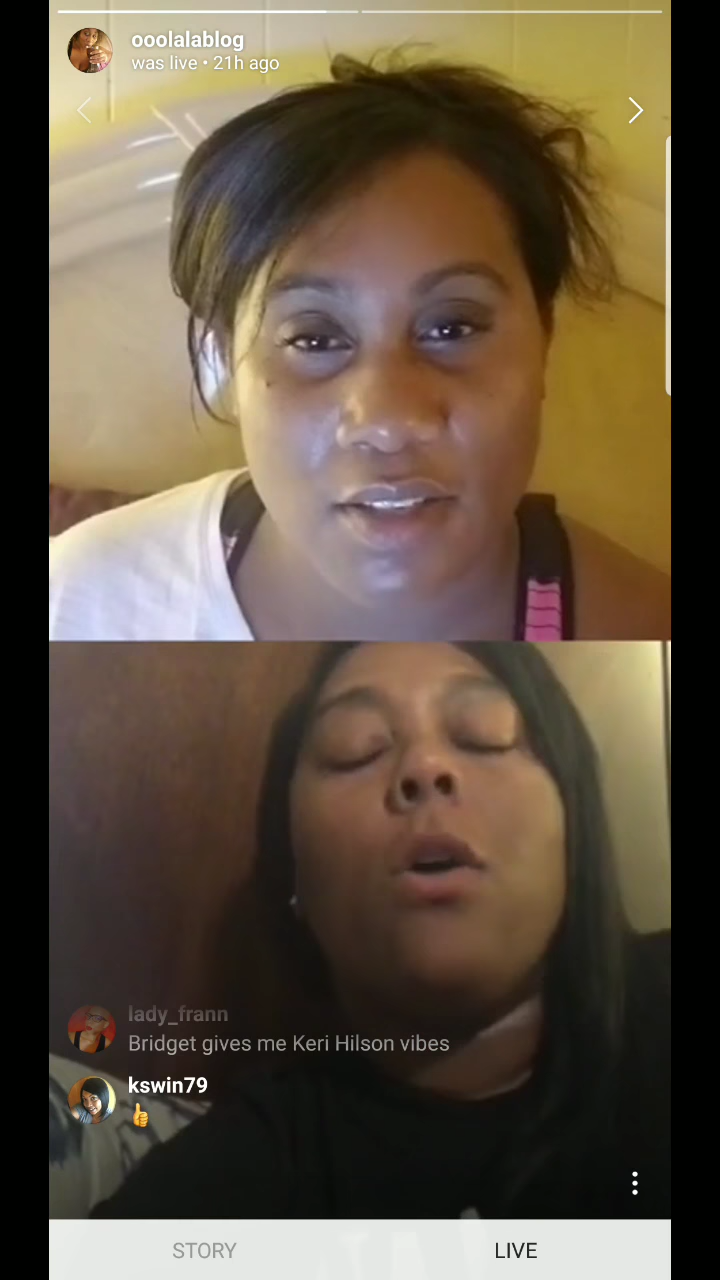 ooolalablog
was live • 21h ago
lady_frann
Bridget gives me Keri Hilson vibes
kswin79
👍
STORY
LIVE